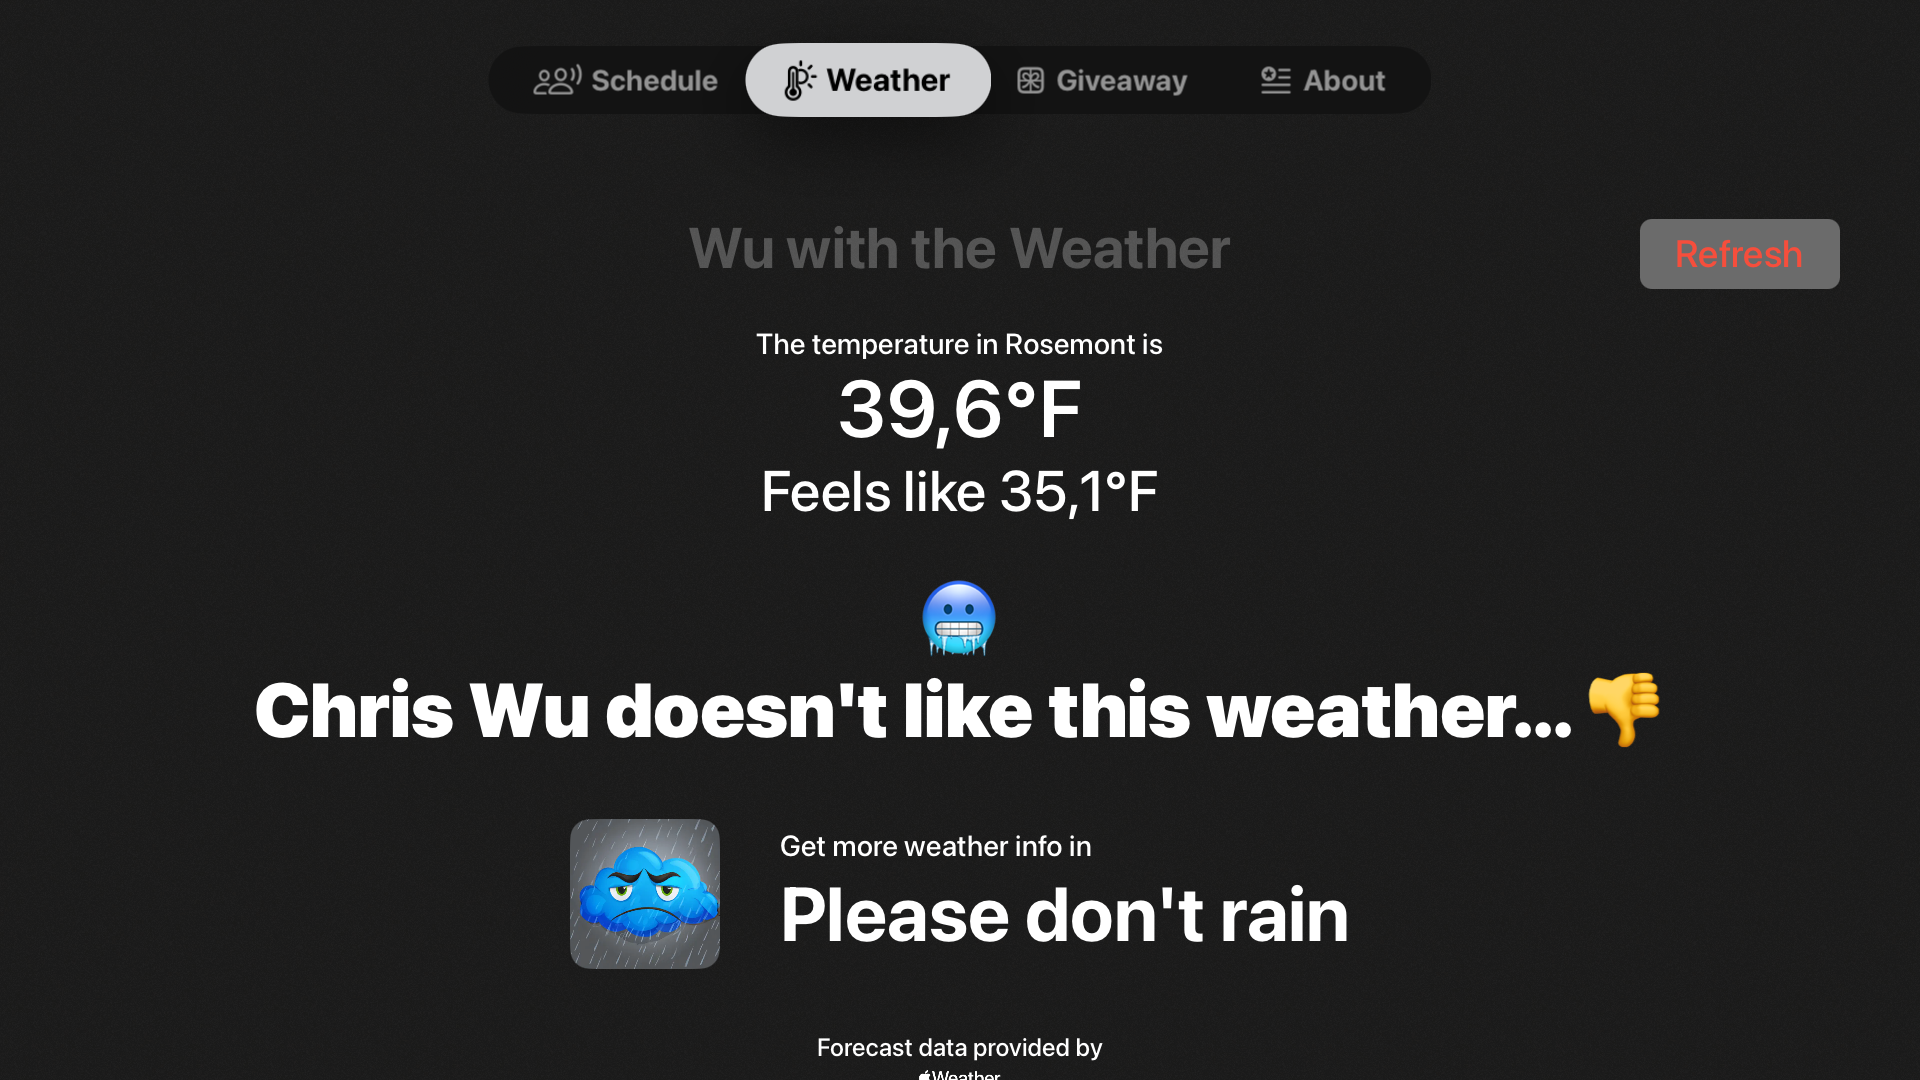 Schedule Weather Giveaway About
Wu with the Weather
Refresh
The temperature in Rosemont is
39,6°F
Feels like 35,1°F
Chris Wu doesn't like this weather...
Get more weather info in
Please don't rain
Forecast data provided by
Weather